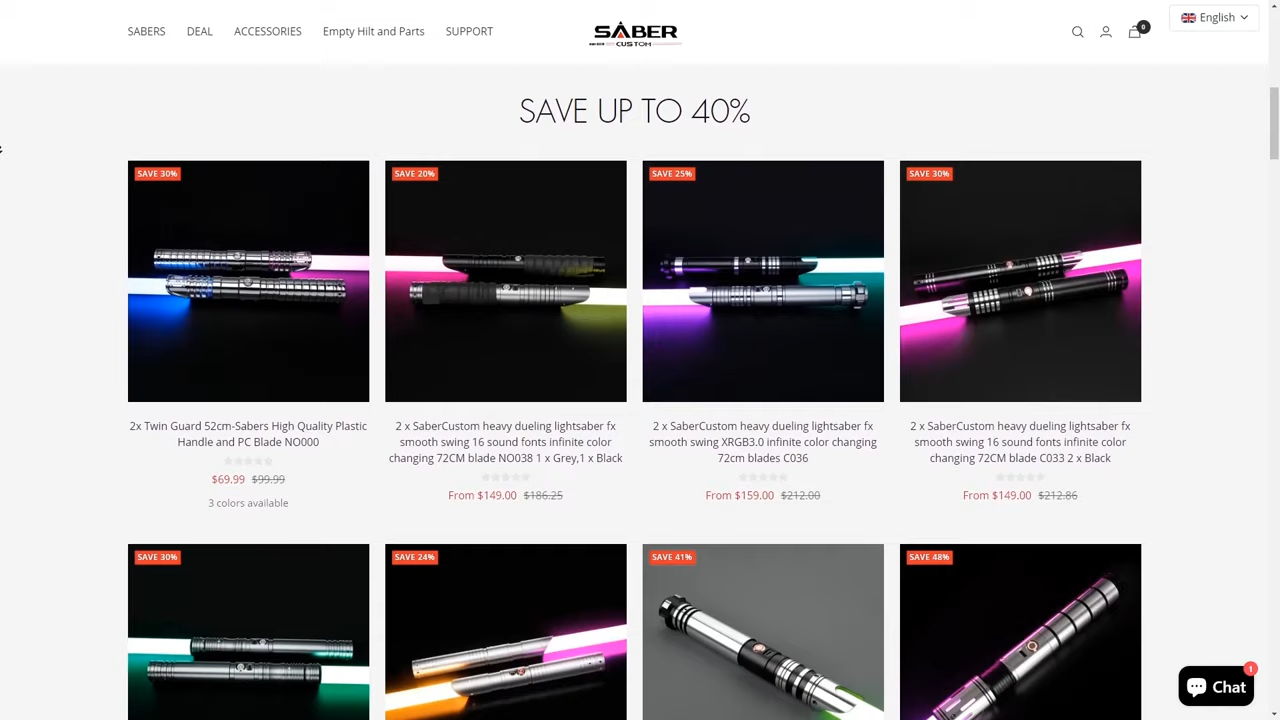 SABERS
DEAL
ACCESSORIES
Empty Hilt and Parts
SUPPORT
SABER
CUSTOM
0
English
SAVE UP TO 40%
SAVE 30%
SAVE 20%
SAVE 25%
SAVE 30%
2x Twin Guard 52cm-Sabers High Quality Plastic
Handle and PC Blade NO000
$69.99 $99.99
3 colors available
2 x SaberCustom heavy dueling lightsaber fx
smooth swing 16 sound fonts infinite color
changing 72CM blade NO038 1 x Grey,1 x Black
From $149.00 $186.25
2 x SaberCustom heavy dueling lightsaber fx
smooth swing XRGB3.0 infinite color changing
72cm blades C036
From $159.00 $212.00
2 x SaberCustom heavy dueling lightsaber fx
smooth swing 16 sound fonts infinite color
changing 72CM blade C033 2 x Black
From $149.00 $212.86
SAVE 30%
SAVE 24%
SAVE 41%
SAVE 48%
Chat
1